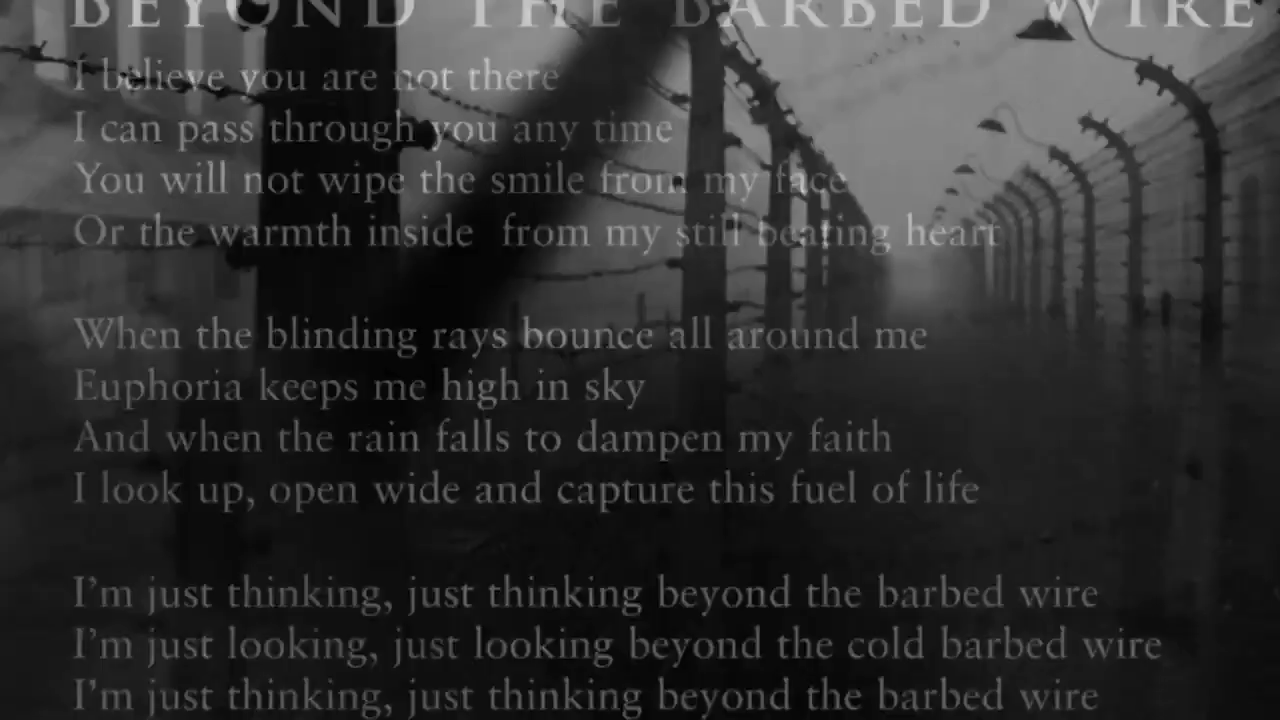 BEYOND THE BARBED WIRE
I believe you are not there
I can pass through you any time
You will not wipe the smile from my face
Or the warmth inside from my still beating heart
When the blinding rays bounce all around me
Euphoria keeps me high in sky
And when the rain falls to dampen my faith
I look up, open wide and capture this fuel of life
I'm just thinking, just thinking beyond the barbed wire
I'm just looking, just looking beyond the cold barbed wire
I'm just thinking, just thinking beyond the barbed wire